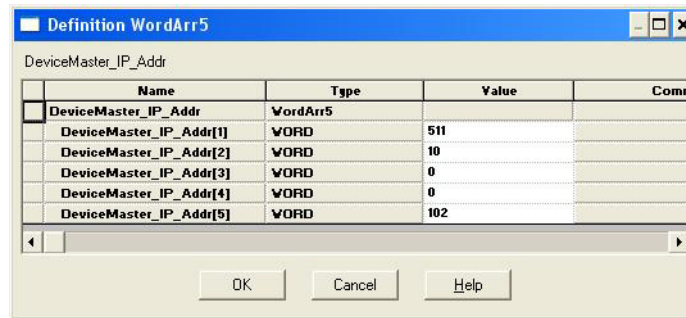 Definition WordArr5
DeviceMaster_IP_Addr
Name Type Value Com
DeviceMaster_IP_Addr WordArr5
DeviceMaster_IP_Addr[1] WORD 511
DeviceMaster_IP_Addr[2] WORD 10
DeviceMaster_IP_Addr[3] WORD 0
DeviceMaster_IP_Addr[4] WORD 0
DeviceMaster_IP_Addr[5] WORD 102
OK Cancel Help